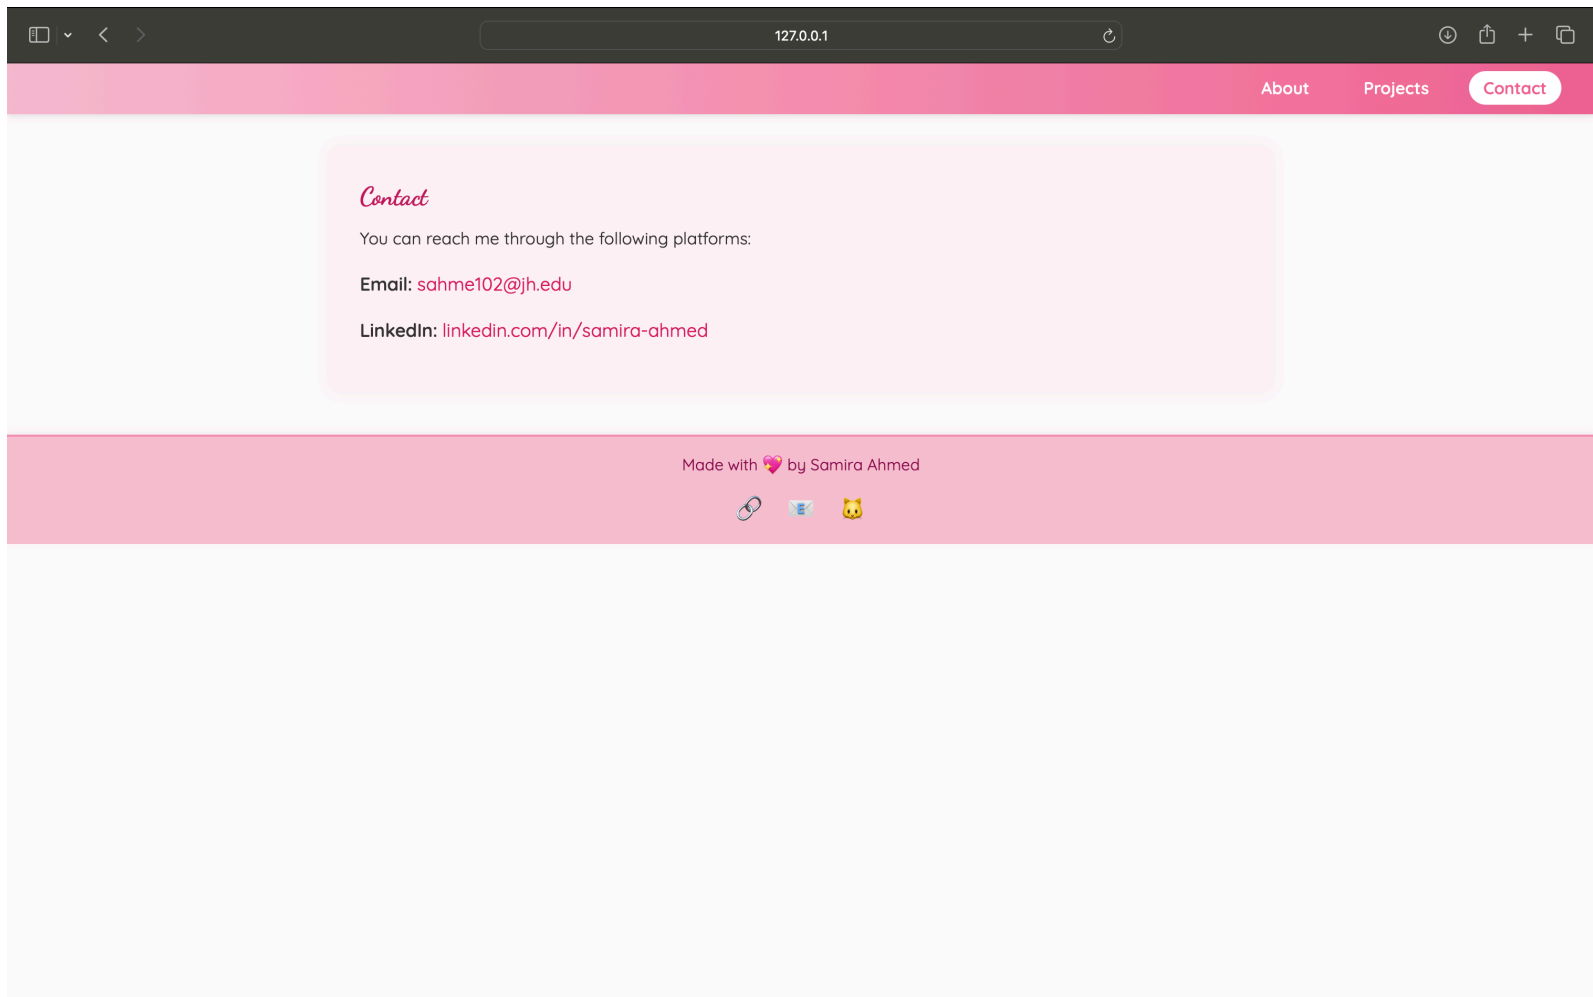 127.0.0.1
About Projects Contact
Contact
You can reach me through the following platforms:
Email: sahme102@jh.edu
LinkedIn: linkedin.com/in/samira-ahmed
Made with 💖 by Samira Ahmed